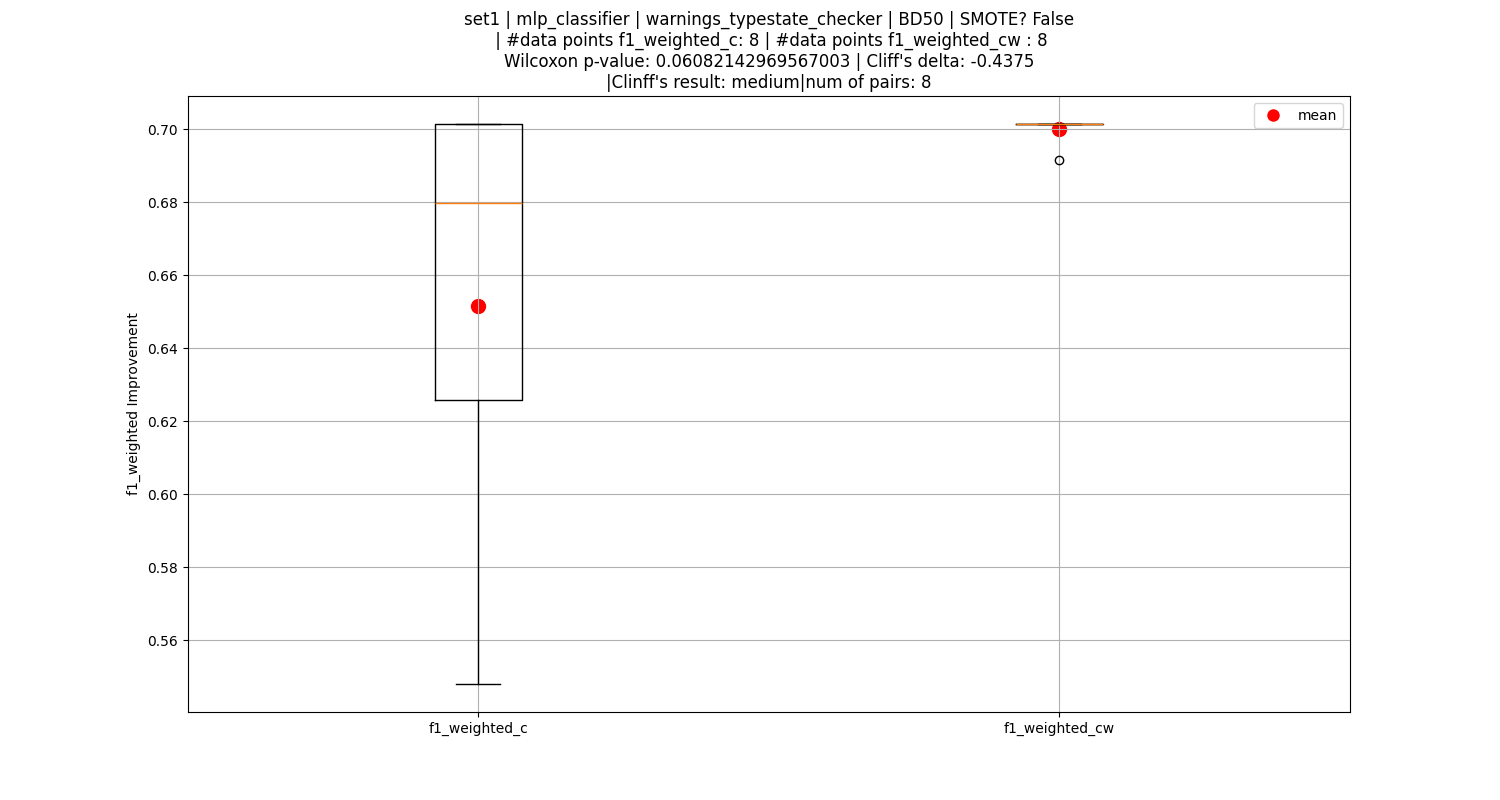 set1 | mlp_classifier | warnings_typestate_checker | BD50 | SMOTE? False
| #data points f1_weighted_c: 8 | #data points f1_weighted_cw : 8
Wilcoxon p-value: 0.06082142969567003 | Cliff's delta: -0.4375
|Clinff's result: medium|num of pairs: 8
mean
f1_weighted Improvement
0.70
0.68
0.66
0.64
0.62
0.60
0.58
0.56
f1_weighted_c
f1_weighted_cw